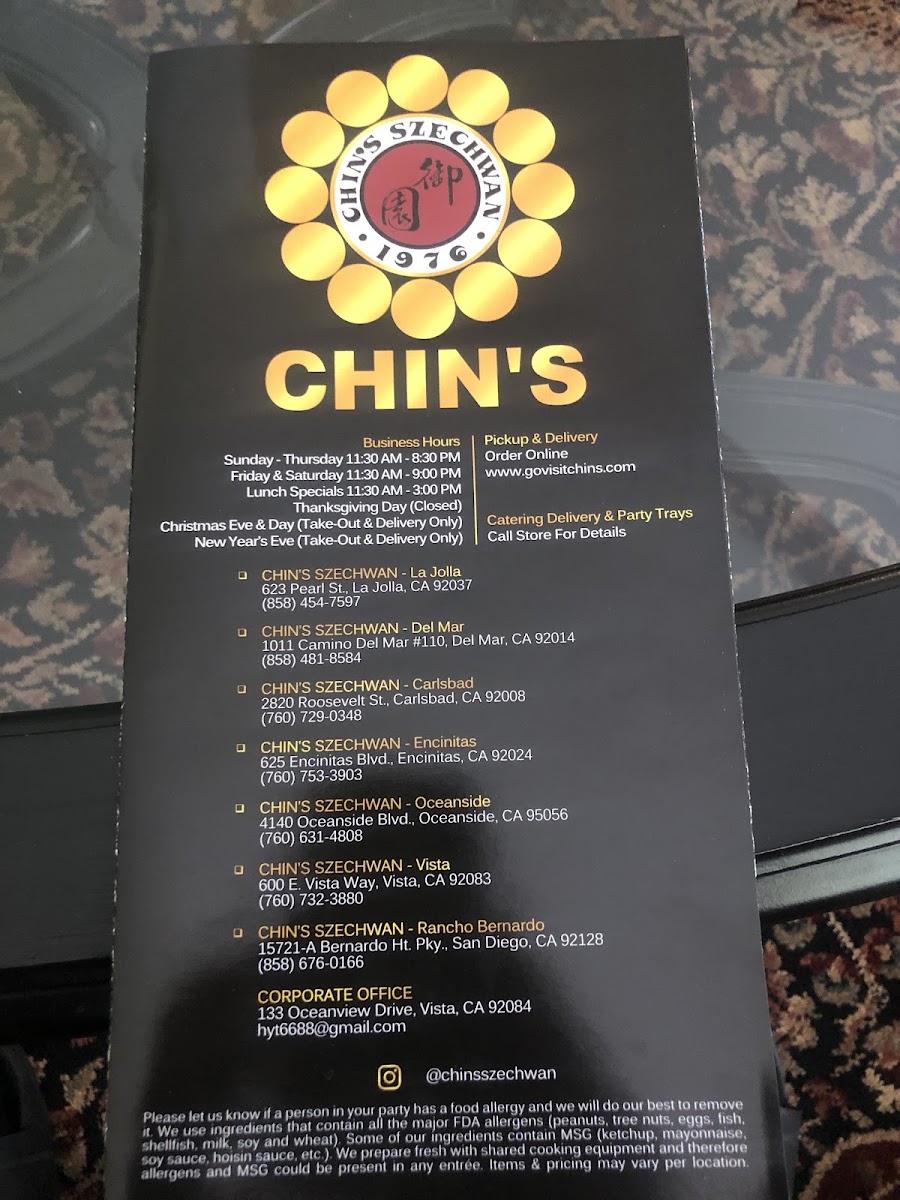 CHIN'S SZECHWAN
御
園
• 1976 •
CHIN'S
Business Hours
Sunday - Thursday 11:30 AM - 8:30 PM
Friday & Saturday 11:30 AM - 9:00 PM
Lunch Specials 11:30 AM - 3:00 PM
Thanksgiving Day (Closed)
Christmas Eve & Day (Take-Out & Delivery Only)
New Year's Eve (Take-Out & Delivery Only)
Pickup & Delivery
Order Online
www.govisitchins.com
Catering Delivery & Party Trays
Call Store For Details
CHIN'S SZECHWAN - La Jolla
623 Pearl St., La Jolla, CA 92037
(858) 454-7597
CHIN'S SZECHWAN - Del Mar
1011 Camino Del Mar #110, Del Mar, CA 92014
(858) 481-8584
CHIN'S SZECHWAN - Carlsbad
2820 Roosevelt St., Carlsbad, CA 92008
(760) 729-0348
CHIN'S SZECHWAN - Encinitas
625 Encinitas Blvd., Encinitas, CA 92024
(760) 753-3903
CHIN'S SZECHWAN - Oceanside
4140 Oceanside Blvd., Oceanside, CA 95056
(760) 631-4808
CHIN'S SZECHWAN - Vista
600 E. Vista Way, Vista, CA 92083
(760) 732-3880
CHIN'S SZECHWAN - Rancho Bernardo
15721-A Bernardo Ht. Pky., San Diego, CA 92128
(858) 676-0166
CORPORATE OFFICE
133 Oceanview Drive, Vista, CA 92084
hyt6688@gmail.com
@chinsszechwan
Please let us know if a person in your party has a food allergy and we will do our best to remove
it. We use ingredients that contain all the major FDA allergens (peanuts, tree nuts, eggs, fish,
shellfish, milk, soy and wheat). Some of our ingredients contain MSG (ketchup, mayonnaise,
soy sauce, hoisin sauce, etc.). We prepare fresh with shared cooking equipment and therefore
allergens and MSG could be present in any entrée. Items & pricing may vary per location.